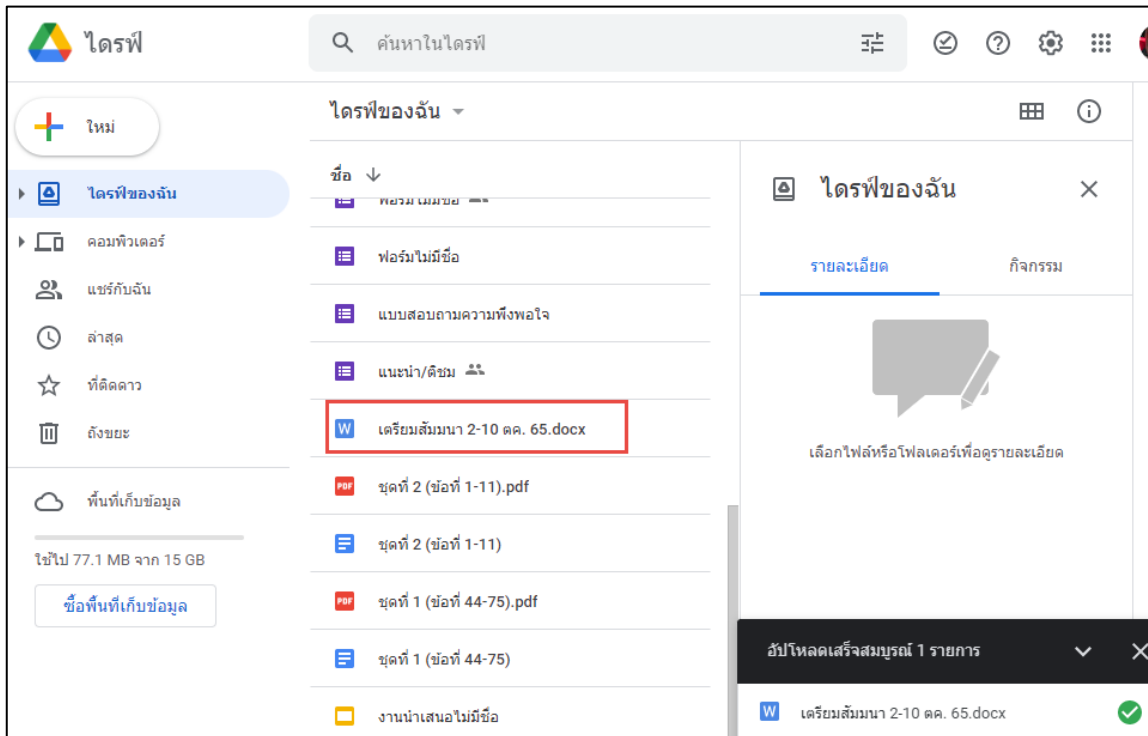 ไดรฟ์
ค้นหาในไดรฟ์
ใหม่
ไดรฟ์ของฉัน
คอมพิวเตอร์
แชร์กับฉัน
ล่าสุด
ที่ติดดาว
ถังขยะ
พื้นที่เก็บข้อมูล
ใช้ไป 77.1 MB จาก 15 GB
ซื้อพื้นที่เก็บข้อมูล
ไดรฟ์ของฉัน
ชื่อ
ฟอร์มไม่มีชื่อ
ฟอร์มไม่มีชื่อ
แบบสอบถามความพึงพอใจ
แนะนำ/ติชม
W เตรียมสัมมนา 2-10 ตค. 65.docx
PDF ชุดที่ 2 (ข้อที่ 1-11).pdf
ชุดที่ 2 (ข้อที่ 1-11)
PDF ชุดที่ 1 (ข้อที่ 44-75).pdf
ชุดที่ 1 (ข้อที่ 44-75)
งานนำเสนอไม่มีชื่อ
ไดรฟ์ของฉัน
รายละเอียด กิจกรรม
เลือกไฟล์หรือโฟลเดอร์เพื่อดูรายละเอียด
อัปโหลดเสร็จสมบูรณ์ 1 รายการ
W เตรียมสัมมนา 2-10 ตค. 65.docx